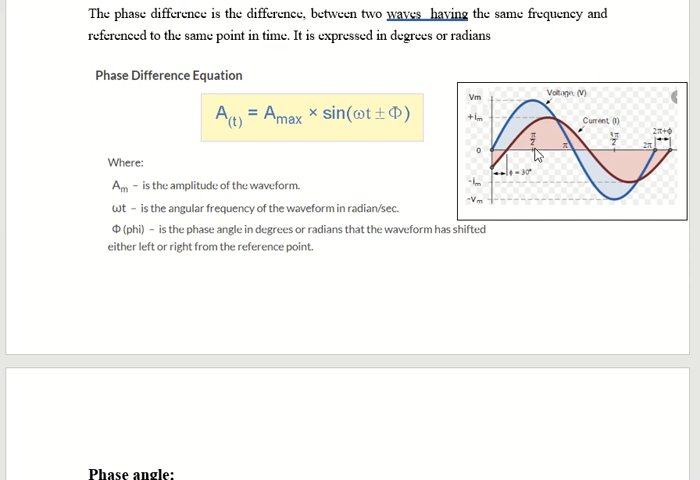 The phase difference is the difference, between two waves having the same frequency and
referenced to the same point in time. It is expressed in degrees or radians
Phase Difference Equation
A(t) = Amax × sin(ωt ± Φ)
Where:
Am - is the amplitude of the waveform.
ωt - is the angular frequency of the waveform in radian/sec.
Φ (phi) - is the phase angle in degrees or radians that the waveform has shifted
either left or right from the reference point.
Vm
Voltage, (V)
+Im
Current, (I)
π/2
3π/2
2π+ϕ
0
π
2π
ϕ = 30°
-Im
-Vm
Phase angle: